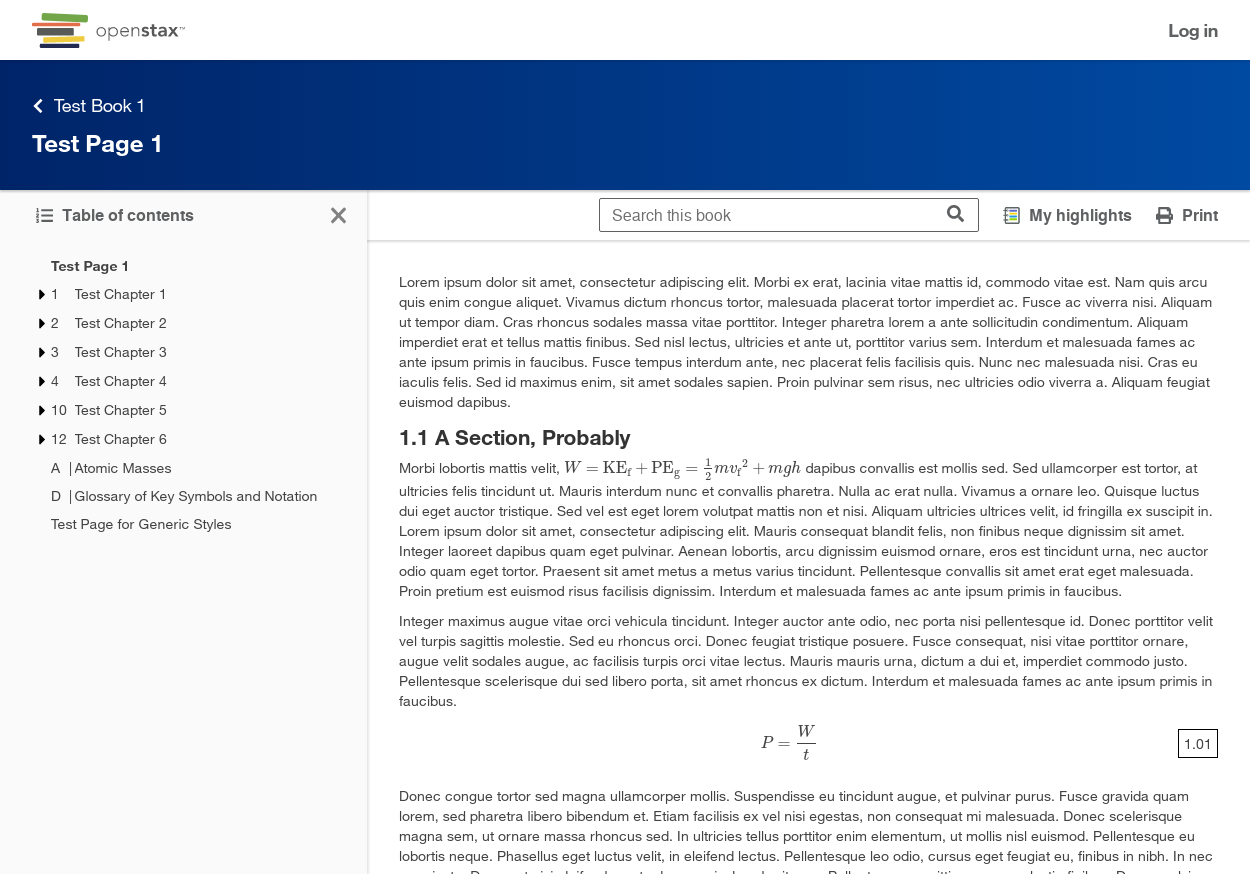 openstax™
Log in
Test Book 1
Test Page 1
Table of contents
Search this book
My highlights
Print
Test Page 1
1 Test Chapter 1
2 Test Chapter 2
3 Test Chapter 3
4 Test Chapter 4
10 Test Chapter 5
12 Test Chapter 6
A | Atomic Masses
D | Glossary of Key Symbols and Notation
Test Page for Generic Styles
Lorem ipsum dolor sit amet, consectetur adipiscing elit. Morbi ex erat, lacinia vitae mattis id, commodo vitae est. Nam quis arcu
quis enim congue aliquet. Vivamus dictum rhoncus tortor, malesuada placerat tortor imperdiet ac. Fusce ac viverra nisi. Aliquam
ut tempor diam. Cras rhoncus sodales massa vitae porttitor. Integer pharetra lorem a ante sollicitudin condimentum. Aliquam
imperdiet erat et tellus mattis finibus. Sed nisl lectus, ultricies et ante ut, porttitor varius sem. Interdum et malesuada fames ac
ante ipsum primis in faucibus. Fusce tempus interdum ante, nec placerat felis facilisis quis. Nunc nec malesuada nisi. Cras eu
iaculis felis. Sed id maximus enim, sit amet sodales sapien. Proin pulvinar sem risus, nec ultricies odio viverra a. Aliquam feugiat
euismod dapibus.
1.1 A Section, Probably
Morbi lobortis mattis velit, W = KE_f + PE_g = 1/2 mv_f² + mgh dapibus convallis est mollis sed. Sed ullamcorper est tortor, at
ultricies felis tincidunt ut. Mauris interdum nunc et convallis pharetra. Nulla ac erat nulla. Vivamus a ornare leo. Quisque luctus
dui eget auctor tristique. Sed vel est eget lorem volutpat mattis non et nisi. Aliquam ultricies ultrices velit, id fringilla ex suscipit in.
Lorem ipsum dolor sit amet, consectetur adipiscing elit. Mauris consequat blandit felis, non finibus neque dignissim sit amet.
Integer laoreet dapibus quam eget pulvinar. Aenean lobortis, arcu dignissim euismod ornare, eros est tincidunt urna, nec auctor
odio quam eget tortor. Praesent sit amet metus a metus varius tincidunt. Pellentesque convallis sit amet erat eget malesuada.
Proin pretium est euismod risus facilisis dignissim. Interdum et malesuada fames ac ante ipsum primis in faucibus.
Integer maximus augue vitae orci vehicula tincidunt. Integer auctor ante odio, nec porta nisi pellentesque id. Donec porttitor velit
vel turpis sagittis molestie. Sed eu rhoncus orci. Donec feugiat tristique posuere. Fusce consequat, nisi vitae porttitor ornare,
augue velit sodales augue, ac facilisis turpis orci vitae lectus. Mauris mauris urna, dictum a dui et, imperdiet commodo justo.
Pellentesque scelerisque dui sed libero porta, sit amet rhoncus ex dictum. Interdum et malesuada fames ac ante ipsum primis in
faucibus.
P = W/t 1.01
Donec congue tortor sed magna ullamcorper mollis. Suspendisse eu tincidunt augue, et pulvinar purus. Fusce gravida quam
lorem, sed pharetra libero bibendum et. Etiam facilisis ex vel nisi egestas, non consequat mi malesuada. Donec scelerisque
magna sem, ut ornare massa rhoncus sed. In ultricies tellus porttitor enim elementum, ut mollis nisl euismod. Pellentesque eu
lobortis neque. Phasellus eget luctus velit, in eleifend lectus. Pellentesque leo odio, cursus eget feugiat eu, finibus in nibh. In nec